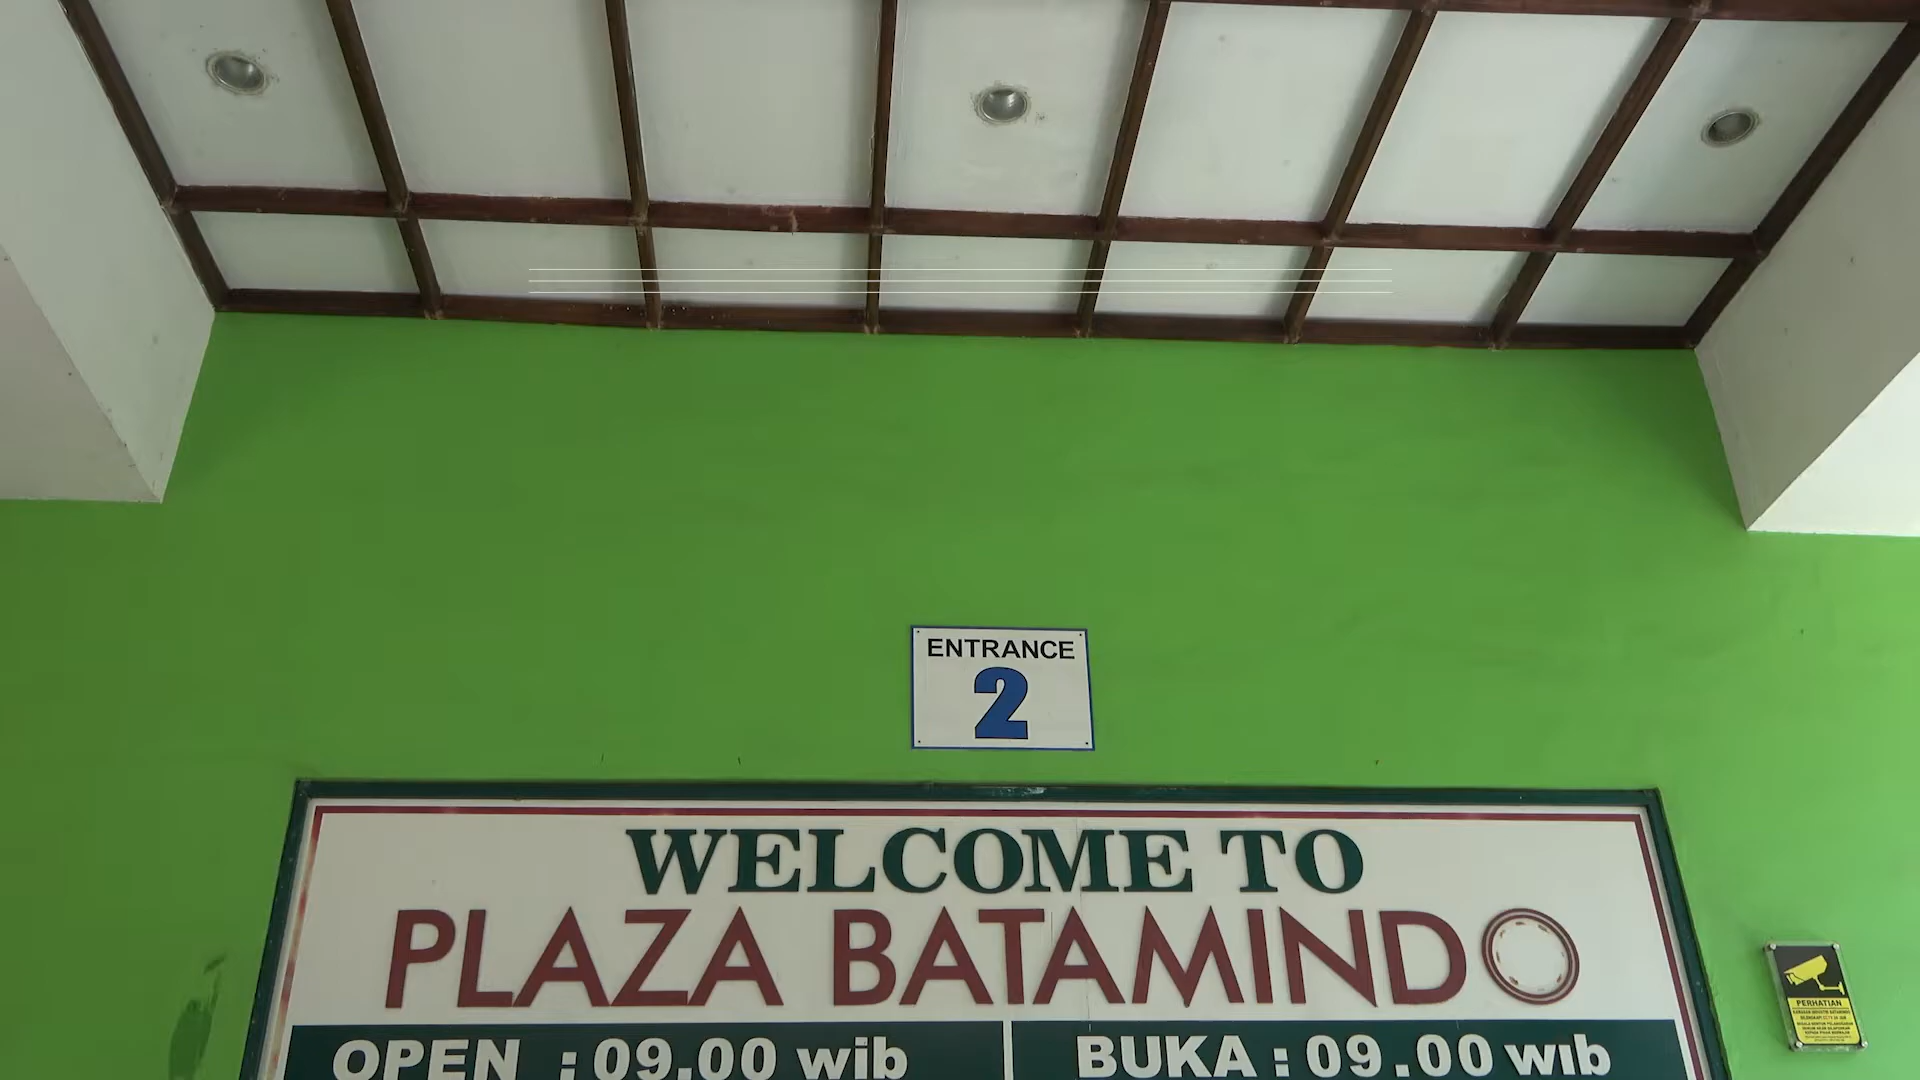 ENTRANCE
2
WELCOME TO
PLAZA BATAMINDO
OPEN : 09.00 wib
BUKA : 09.00 wib
PERHATIAN